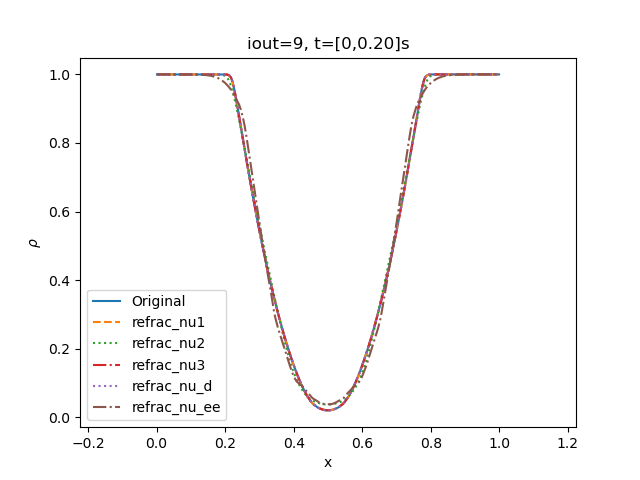 iout=9, t=[0,0.20]s
1.0
0.8
0.6
0.4
0.2
0.0
ρ
Original
refrac_nu1
refrac_nu2
refrac_nu3
refrac_nu_d
refrac_nu_ee
−0.2 0.0 0.2 0.4 0.6 0.8 1.0 1.2
x